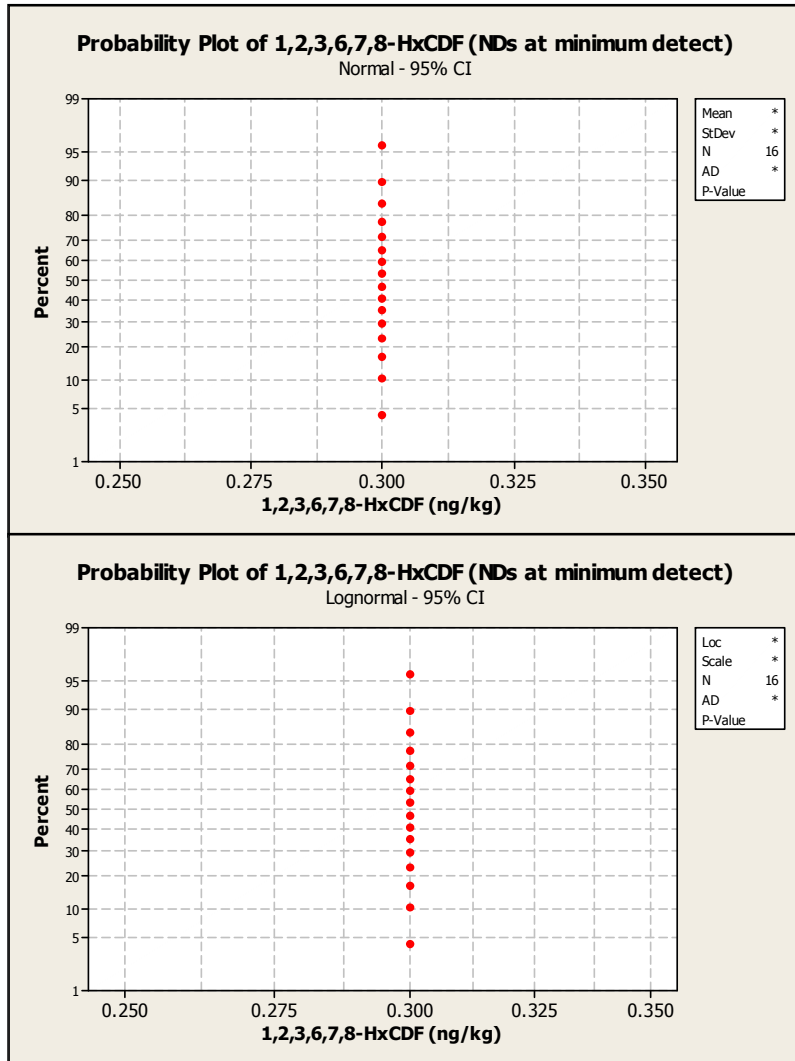 Probability Plot of 1,2,3,6,7,8-HxCDF (NDs at minimum detect)
Normal - 95% CI
99
95
90
80
70
60
50
40
30
20
10
5
1
Percent
0.250 0.275 0.300 0.325 0.350
1,2,3,6,7,8-HxCDF (ng/kg)
Mean *
StDev *
N 16
AD *
P-Value
Probability Plot of 1,2,3,6,7,8-HxCDF (NDs at minimum detect)
Lognormal - 95% CI
99
95
90
80
70
60
50
40
30
20
10
5
1
Percent
0.250 0.275 0.300 0.325 0.350
1,2,3,6,7,8-HxCDF (ng/kg)
Loc *
Scale *
N 16
AD *
P-Value